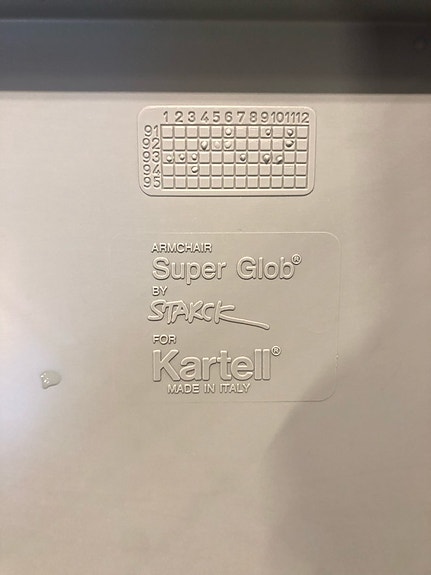 1 2 3 4 5 6 7 8 9 10 11 12
91
92
93
94
95
ARMCHAIR
Super Glob®
BY
STARCK
FOR
Kartell®
MADE IN ITALY